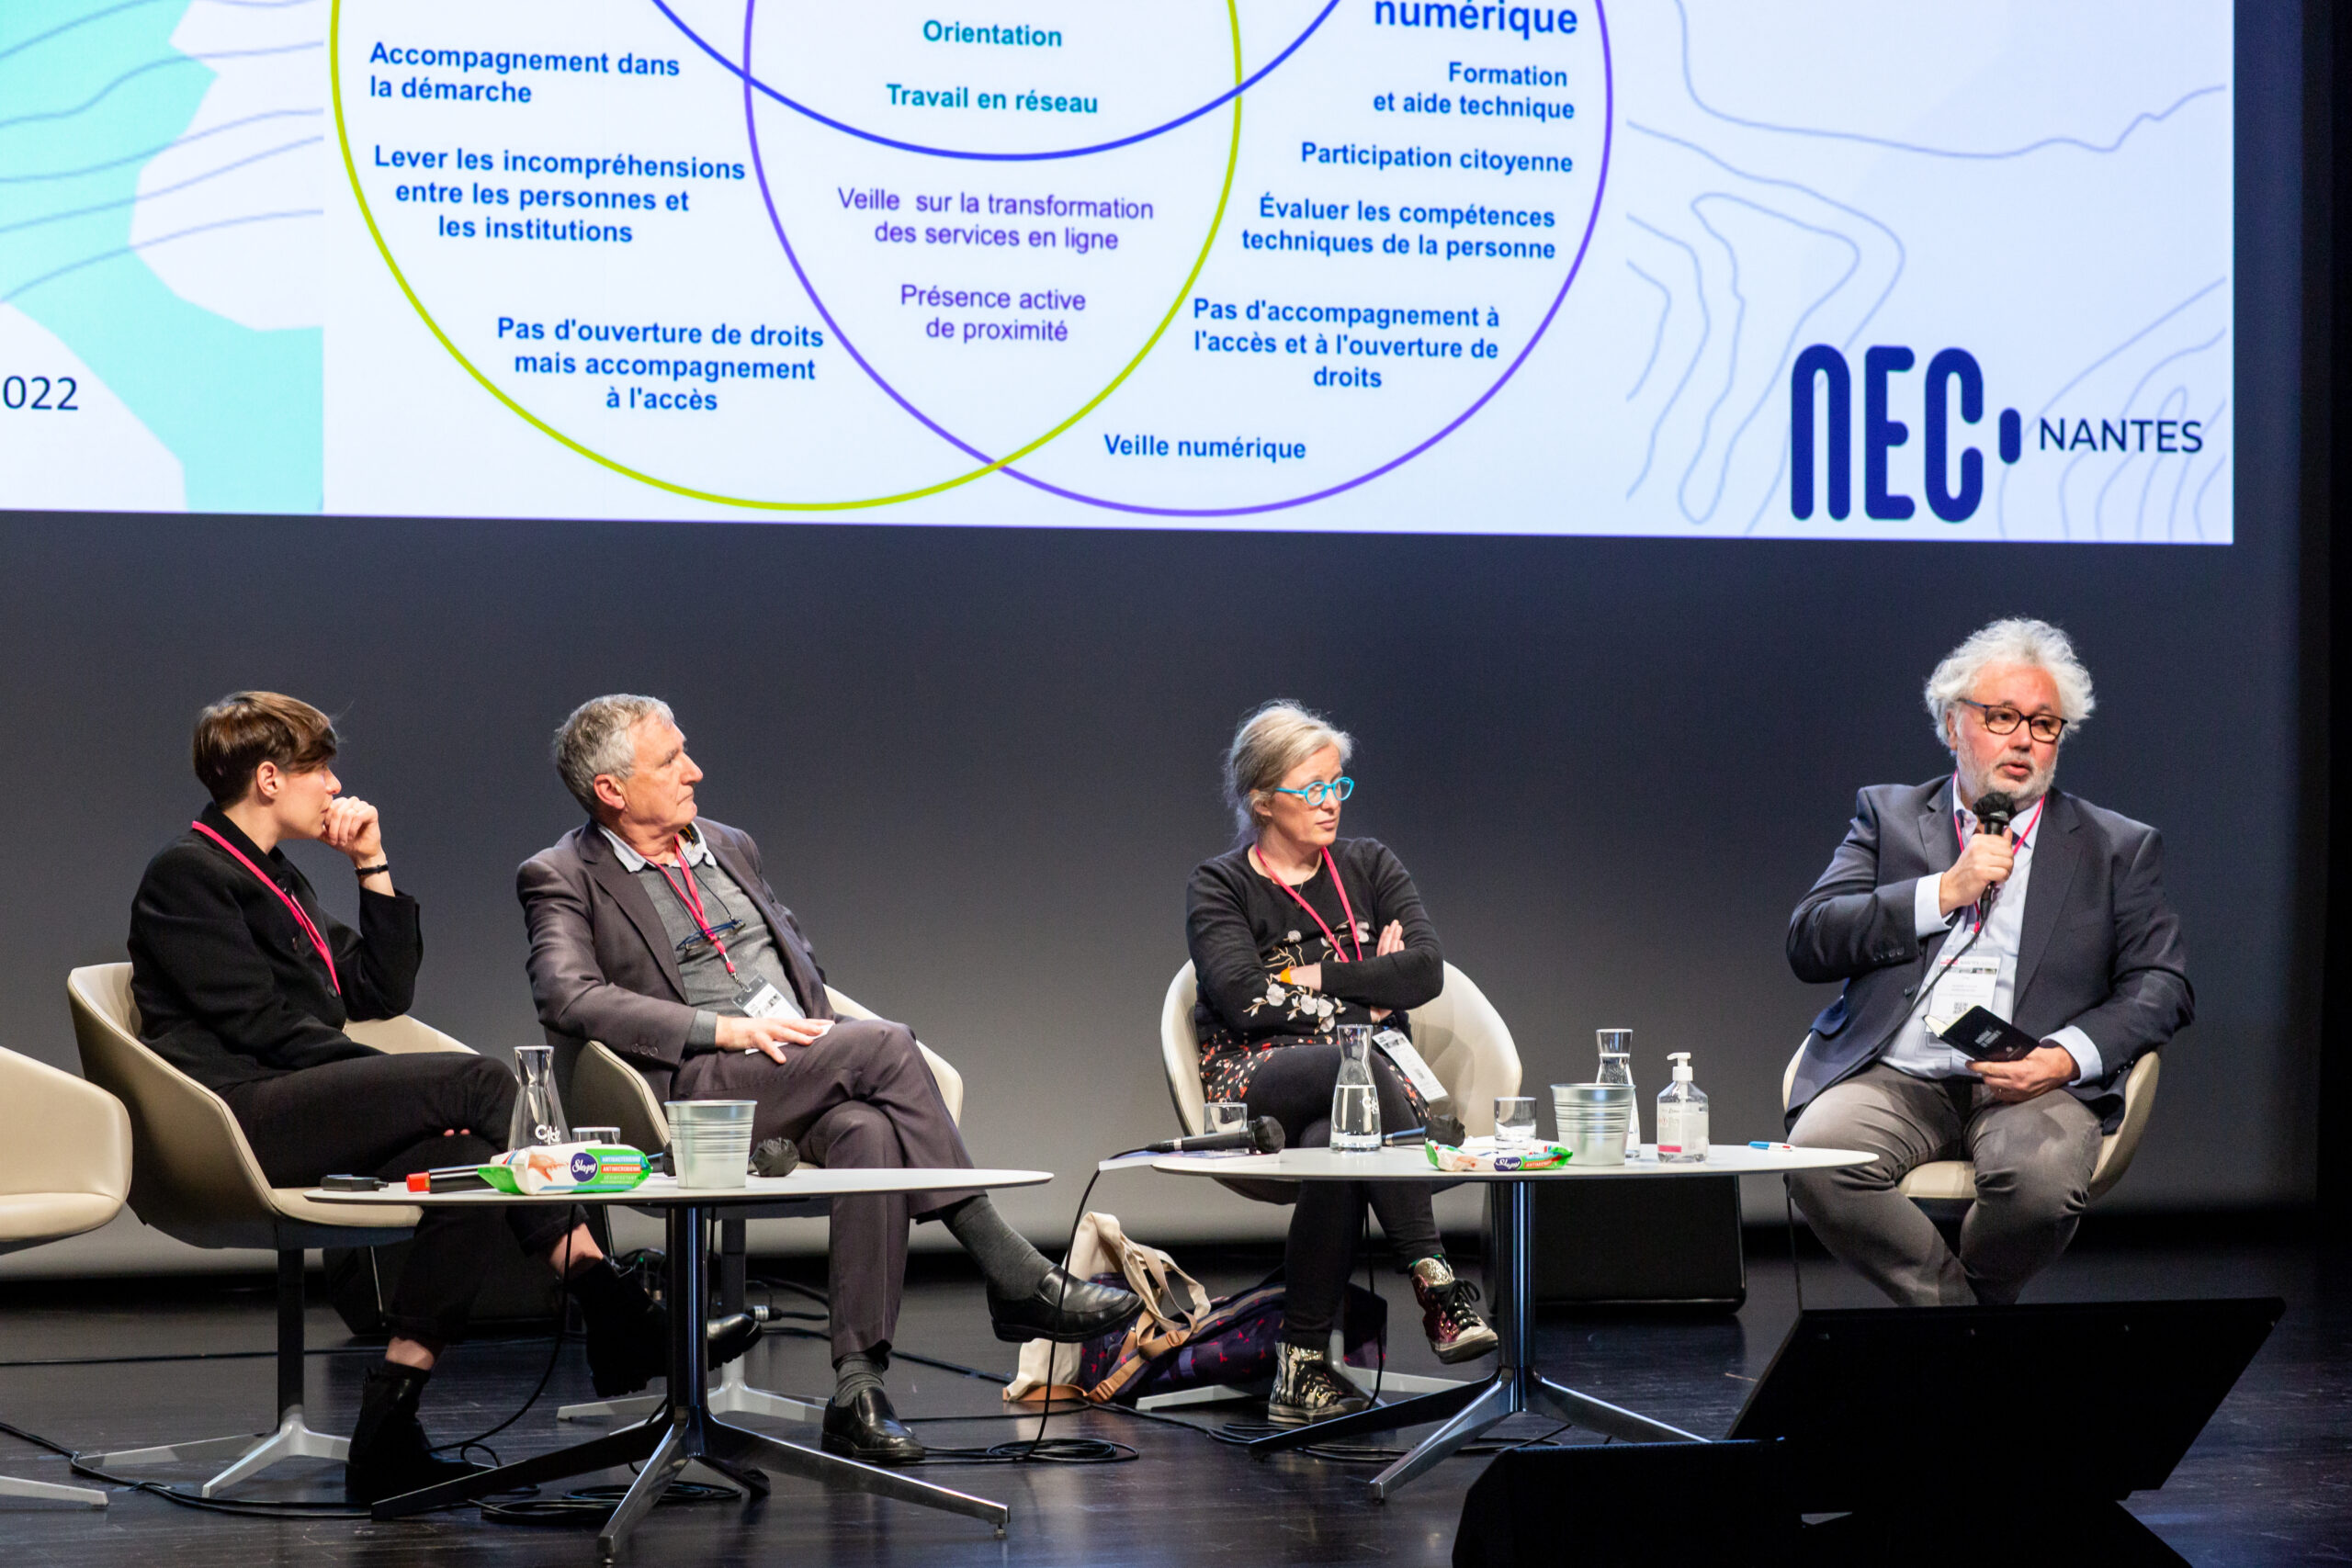 Accompagnement dans
la démarche
Lever les incompréhensions
entre les personnes et
les institutions
Pas d'ouverture de droits
mais accompagnement
à l'accès
Orientation
Travail en réseau
Veille sur la transformation
des services en ligne
Présence active
de proximité
numérique
Formation
et aide technique
Participation citoyenne
Évaluer les compétences
techniques de la personne
Pas d'accompagnement à
l'accès et à l'ouverture de
droits
Veille numérique
022
NEC
NANTES
Sleepy